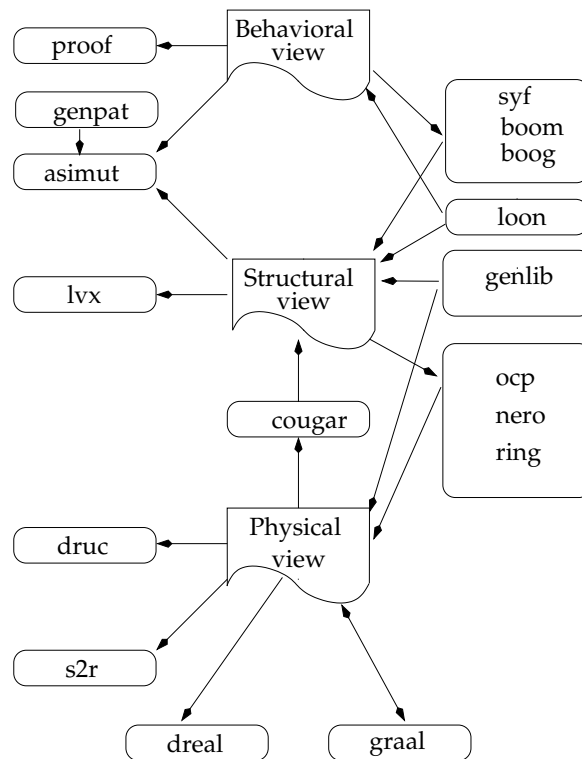 Behavioral
view
proof
genpat
asimut
syf
boom
boog
loon
Structural
view
lvx
genlib
ocp
nero
ring
cougar
Physical
view
druc
s2r
dreal
graal